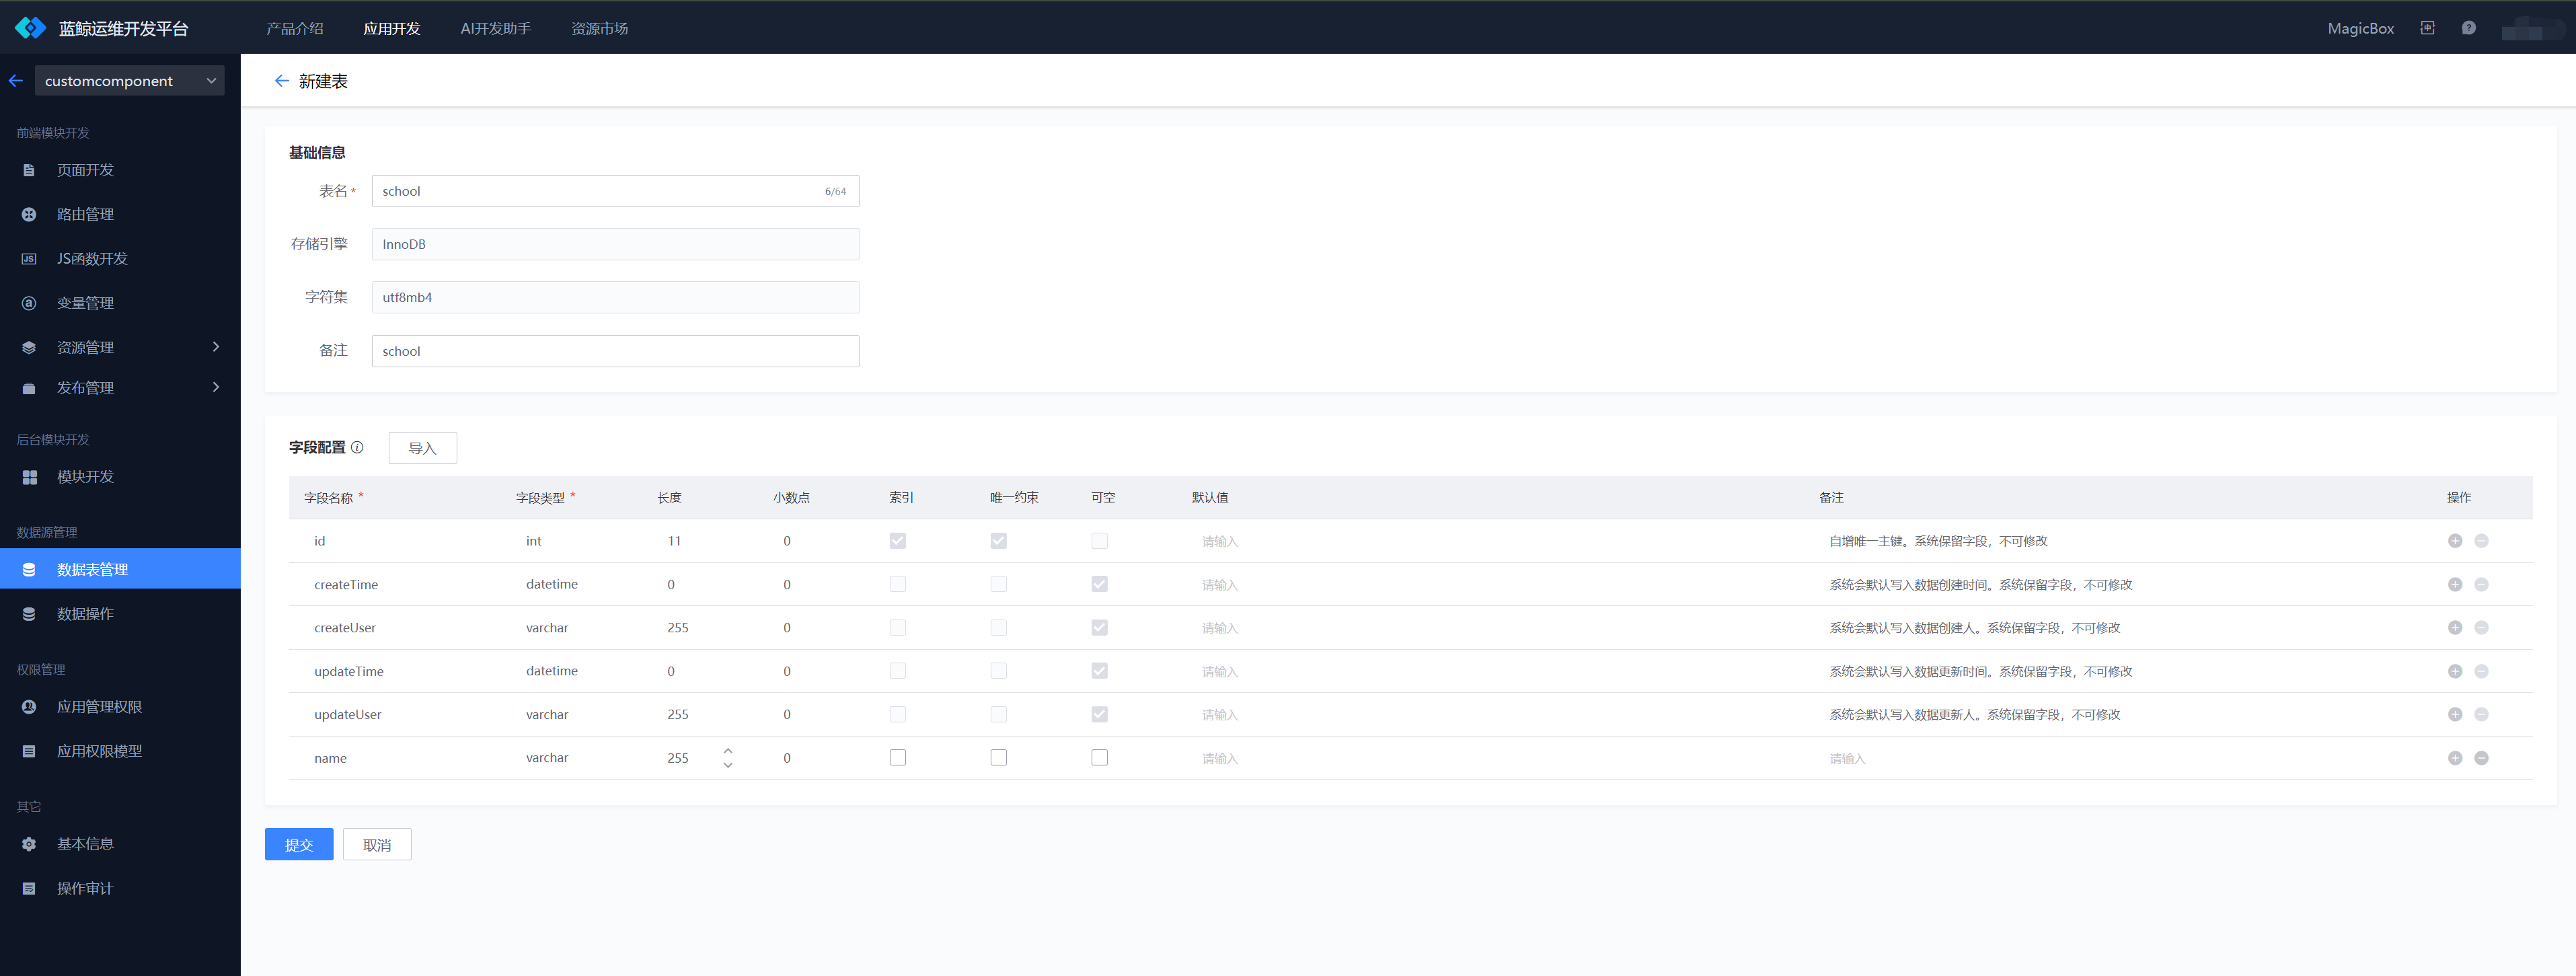 蓝鲸运维开发平台 产品介绍 应用开发 AI开发助手 资源市场 MagicBox
customcomponent
新建表
前端模块开发
页面开发
路由管理
JS JS函数开发
变量管理
资源管理
发布管理
后台模块开发
模块开发
数据源管理
数据表管理
数据操作
权限管理
应用管理权限
应用权限模型
其它
基本信息
操作审计
基础信息
表名 * school 6/64
存储引擎 InnoDB
字符集 utf8mb4
备注 school
字段配置 导入
字段名称 * 字段类型 * 长度 小数点 索引 唯一约束 可空 默认值 备注 操作
id int 11 0 请输入 自增唯一主键。系统保留字段，不可修改
createTime datetime 0 0 请输入 系统会默认写入数据创建时间。系统保留字段，不可修改
createUser varchar 255 0 请输入 系统会默认写入数据创建人。系统保留字段，不可修改
updateTime datetime 0 0 请输入 系统会默认写入数据更新时间。系统保留字段，不可修改
updateUser varchar 255 0 请输入 系统会默认写入数据更新人。系统保留字段，不可修改
name varchar 255 0 请输入 请输入
提交 取消